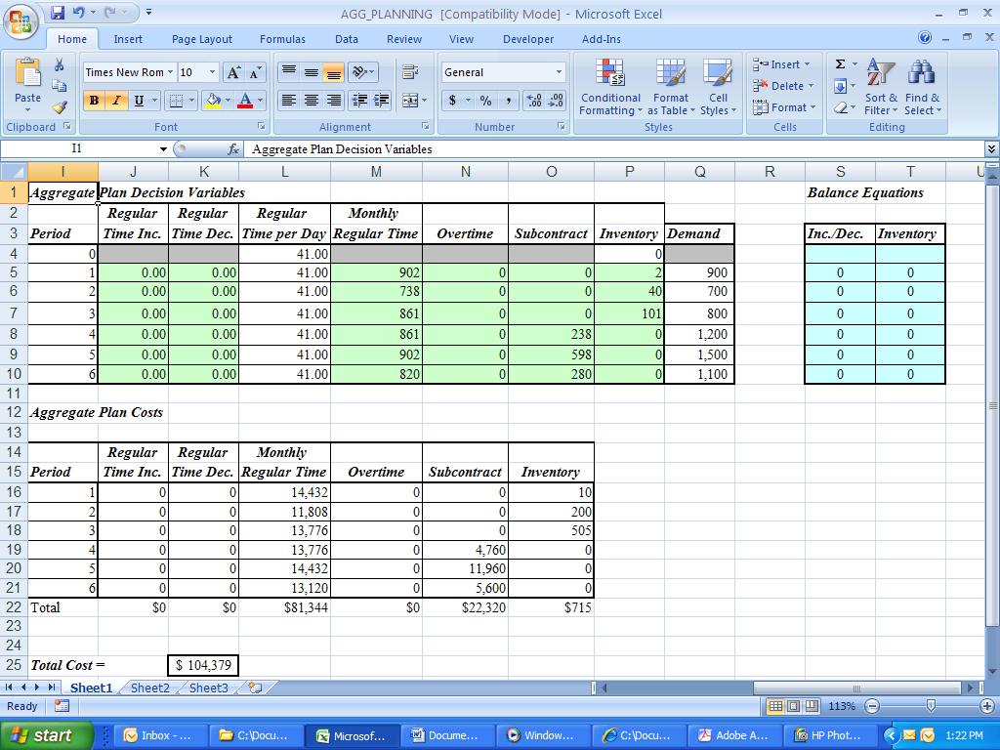 AGG_PLANNING [Compatibility Mode] - Microsoft Excel
Home Insert Page Layout Formulas Data Review View Developer Add-Ins
Paste
Times New Rom 10
B I U
General
$ % ,
Conditional Formatting
Format as Table
Cell Styles
Insert
Delete
Format
Sort & Filter
Find & Select
Clipboard Font Alignment Number Styles Cells Editing
I1 fx Aggregate Plan Decision Variables
I J K L M N O P Q R S T U
1 Aggregate Plan Decision Variables Balance Equations
2 Regular Regular Regular Monthly
3 Period Time Inc. Time Dec. Time per Day Regular Time Overtime Subcontract Inventory Demand Inc./Dec. Inventory
4 0 41.00 0
5 1 0.00 0.00 41.00 902 0 0 2 900 0 0
6 2 0.00 0.00 41.00 738 0 0 40 700 0 0
7 3 0.00 0.00 41.00 861 0 0 101 800 0 0
8 4 0.00 0.00 41.00 861 0 238 0 1,200 0 0
9 5 0.00 0.00 41.00 902 0 598 0 1,500 0 0
10 6 0.00 0.00 41.00 820 0 280 0 1,100 0 0
11
12 Aggregate Plan Costs
13
14 Regular Regular Monthly
15 Period Time Inc. Time Dec. Regular Time Overtime Subcontract Inventory
16 1 0 0 14,432 0 0 10
17 2 0 0 11,808 0 0 200
18 3 0 0 13,776 0 0 505
19 4 0 0 13,776 0 4,760 0
20 5 0 0 14,432 0 11,960 0
21 6 0 0 13,120 0 5,600 0
22 Total $0 $0 $81,344 $0 $22,320 $715
23
24
25 Total Cost = $ 104,379
Sheet1 Sheet2 Sheet3
Ready 113%
start Inbox - ... C:\Docu... Microsof... Docume... Window... C:\Docu... Adobe A... HP Phot... 1:22 PM